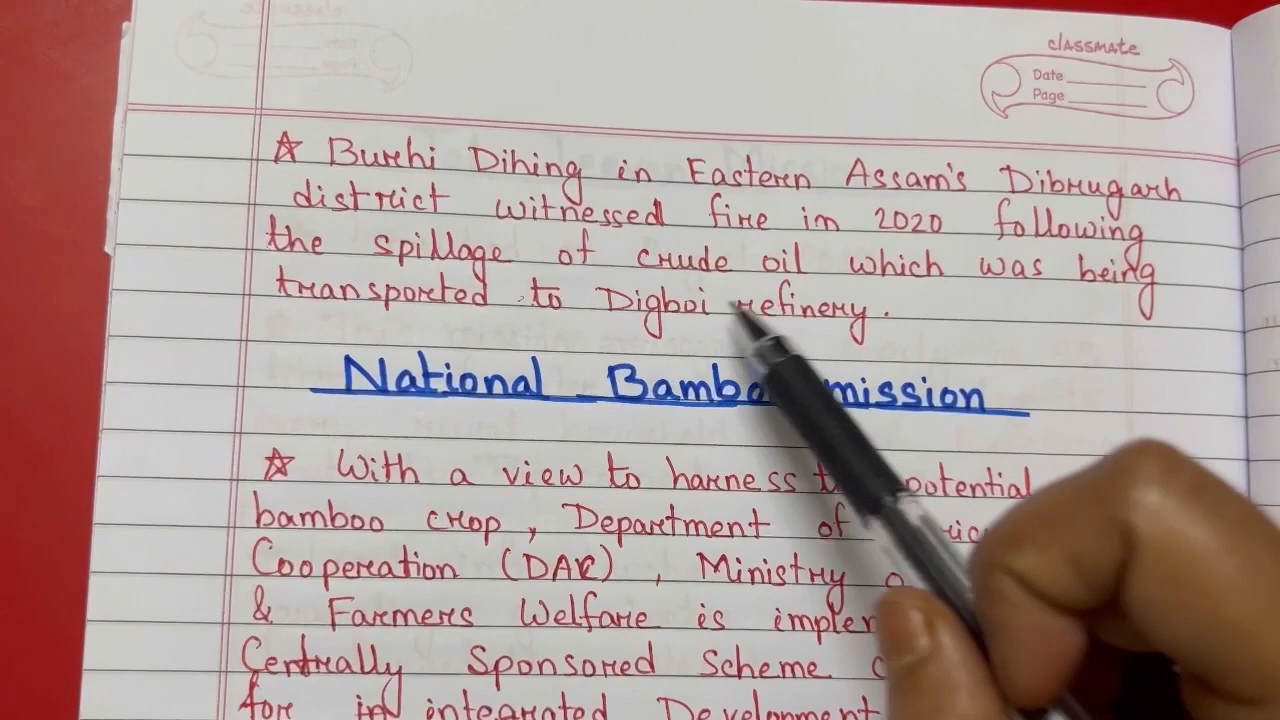 classmate
Date
Page
☆ Burhi Dihing in Eastern Assam's Dibrugarh
district witnessed fire in 2020 following
the spillage of crude oil which was being
transported to Digboi refinery.
National Bamboo mission
☆ With a view to harness potential
bamboo crop, Department of
Cooperation (DAC), Ministry
& Farmers Welfare is
Centrally Sponsored Scheme
for in integrated Development